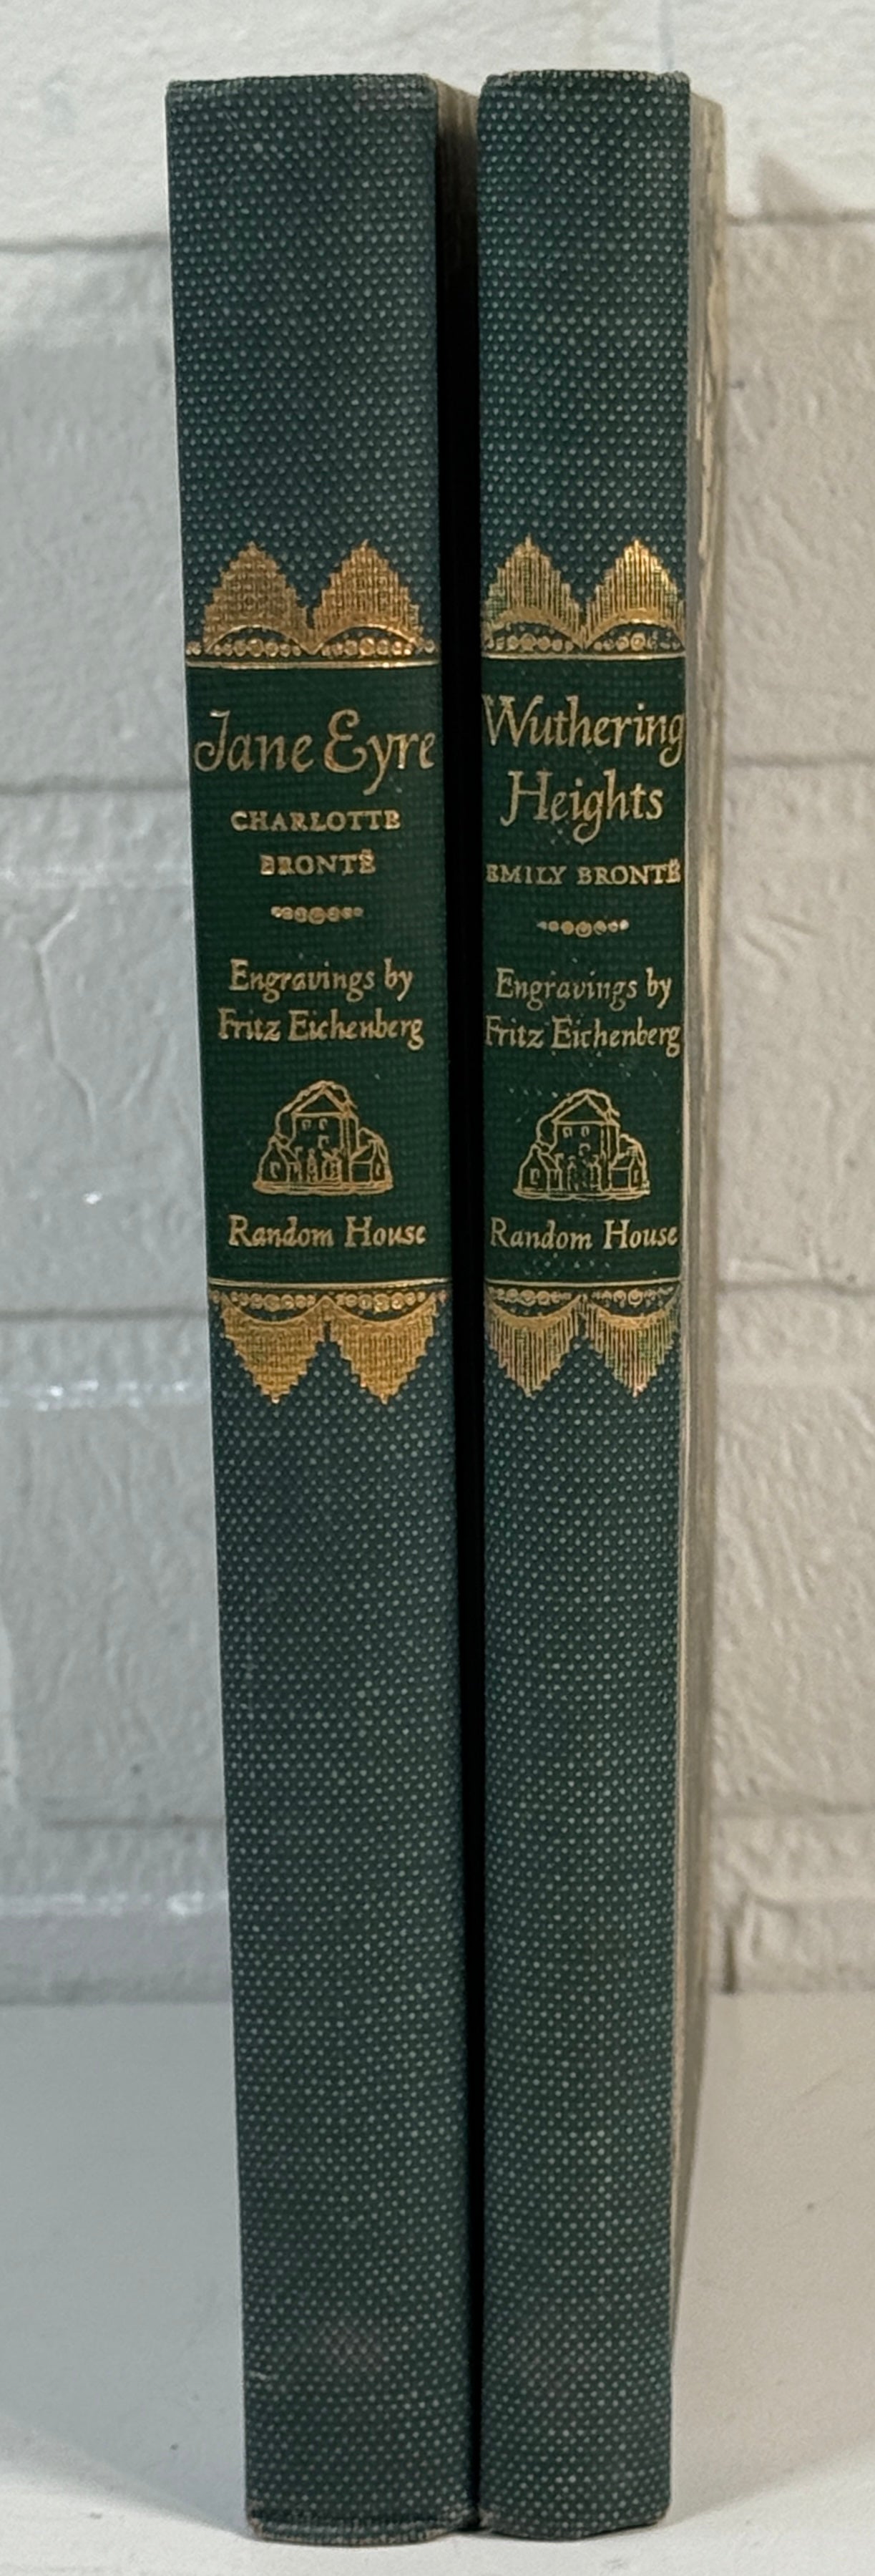 Jane Eyre
CHARLOTTE
BRONTË
Engravings by
Fritz Eichenberg
Random House
Wuthering
Heights
EMILY BRONTË
Engravings by
Fritz Eichenberg
Random House